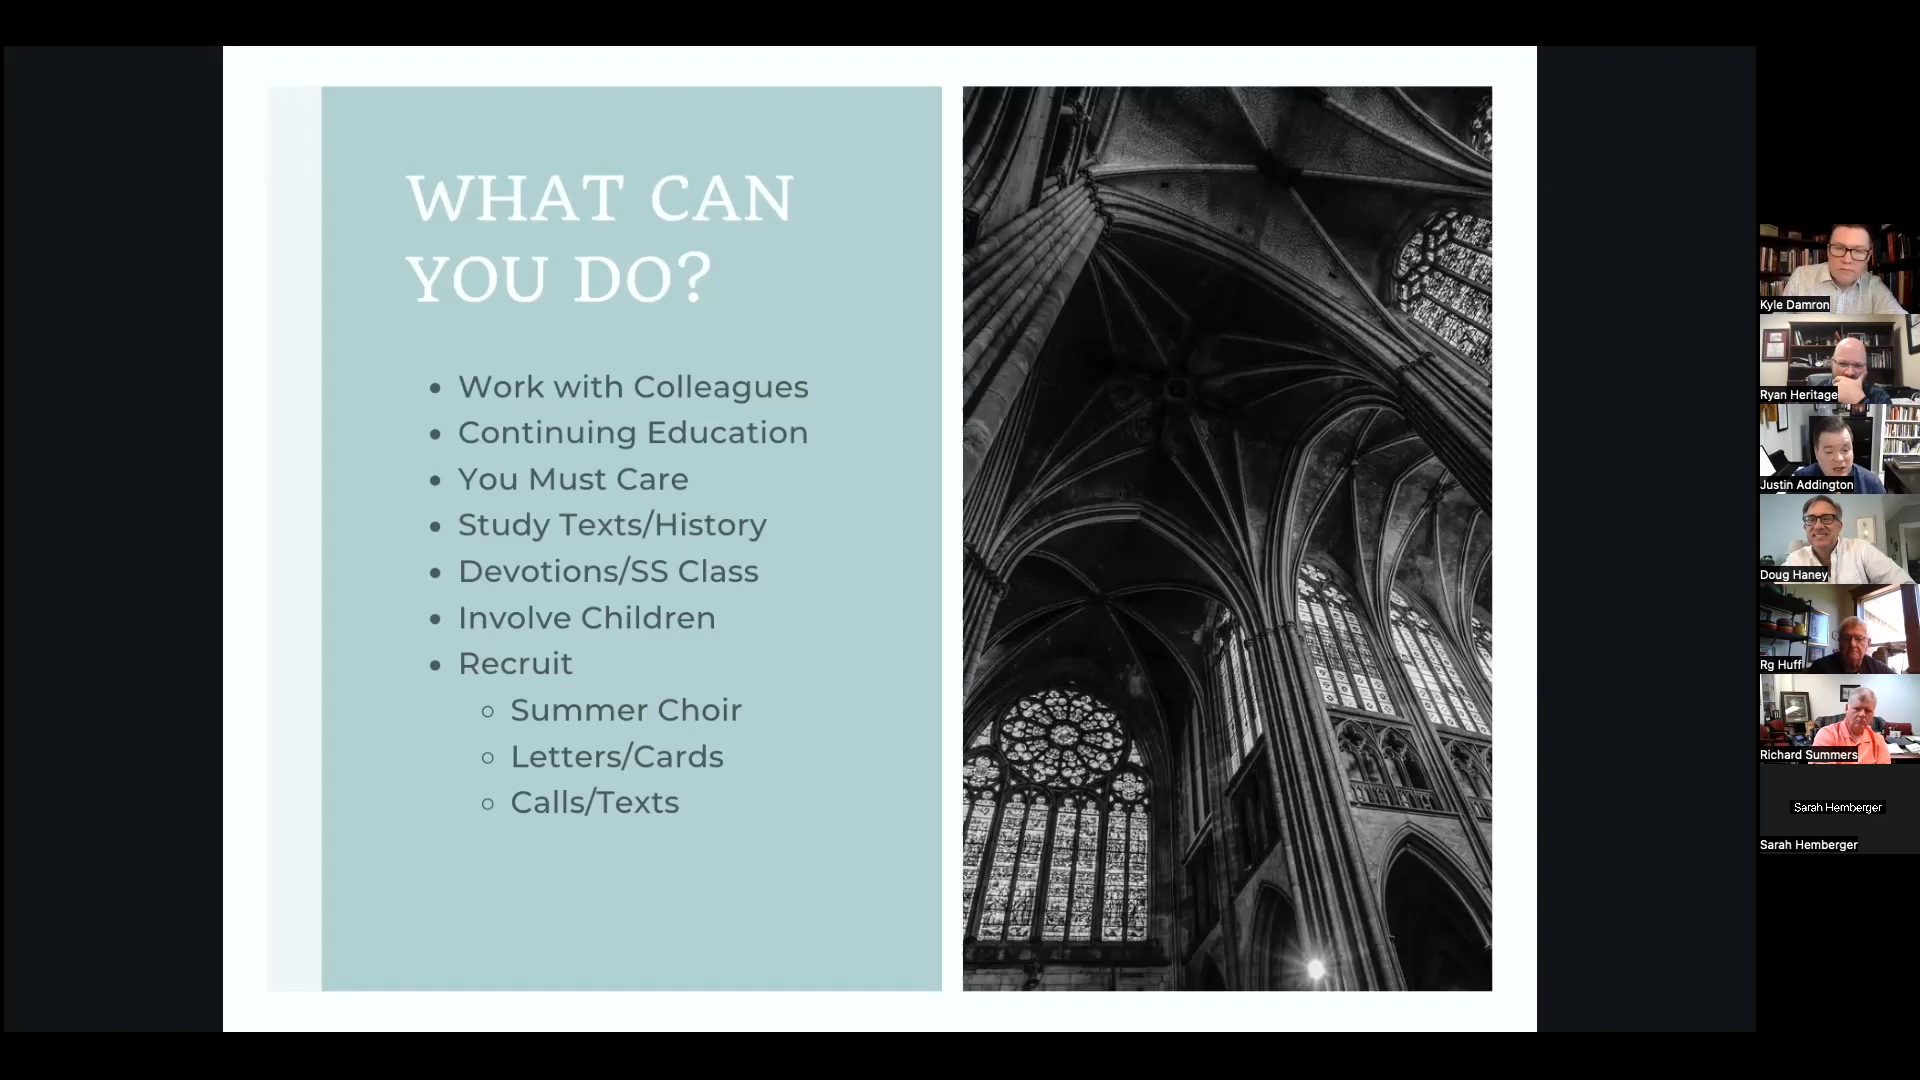 WHAT CAN
YOU DO?
Work with Colleagues
Continuing Education
You Must Care
Study Texts/History
Devotions/SS Class
Involve Children
Recruit
Summer Choir
Letters/Cards
Calls/Texts
Kyle Damron
Ryan Heritage
Justin Addington
Doug Haney
Rg Huff
Richard Summers
Sarah Hemberger
Sarah Hemberger